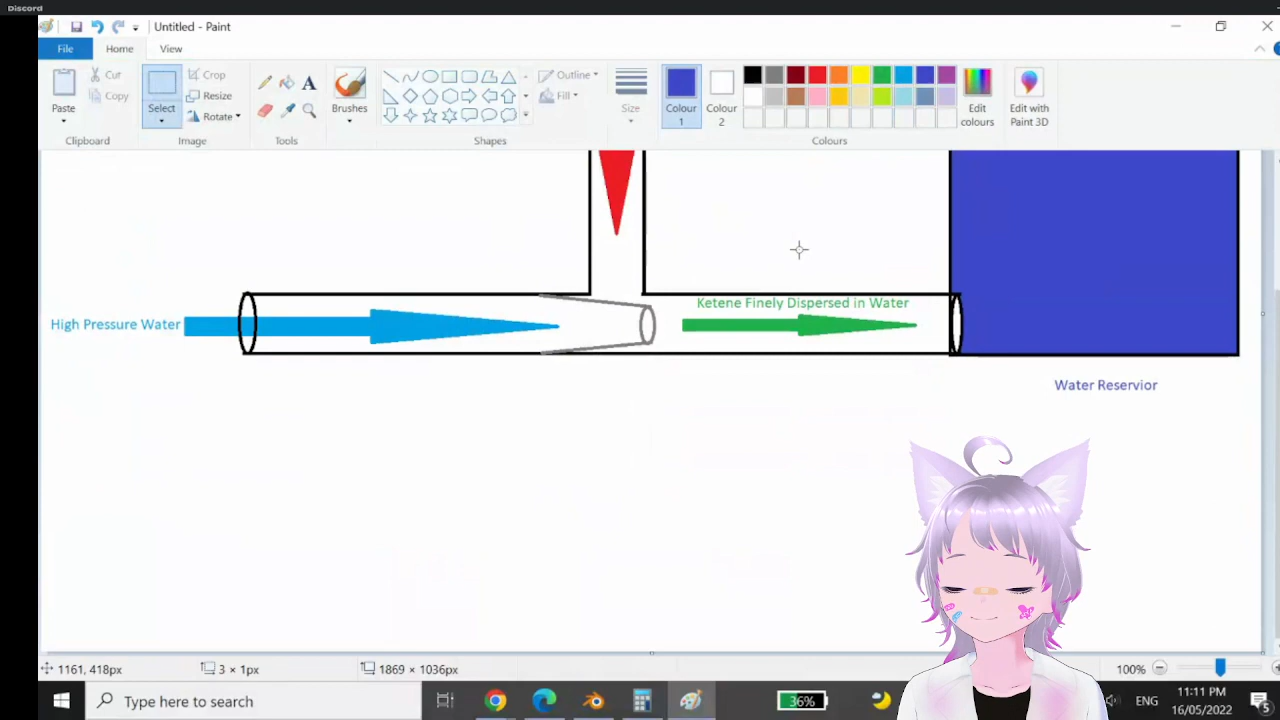 Discord
Untitled - Paint
File Home View
Paste
Cut
Copy
Clipboard
Select
Crop
Resize
Rotate
Image
Tools
Brushes
Shapes
Outline
Fill
Size
Colour 1
Colour 2
Colours
Edit colours
Edit with Paint 3D
High Pressure Water
Ketene Finely Dispersed in Water
Water Reservior
1161, 418px
3 × 1px
1869 × 1036px
100%
Type here to search
36%
ENG
11:11 PM
16/05/2022
5